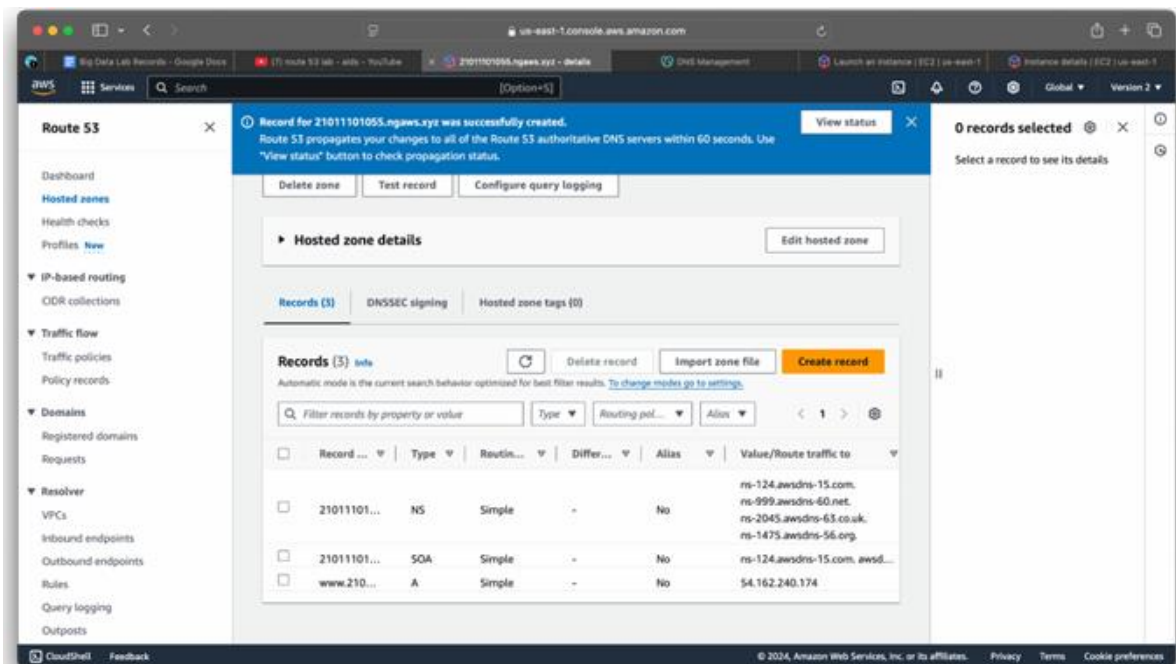 us-east-1.console.aws.amazon.com
Big Data Lab Records - Google Docs
(7) route 53 lab - aids - YouTube
21011101055.ngaws.xyz - details
DNS Management
Launch an instance | EC2 | us-east-1
Instance details | EC2 | us-east-1
aws
Services
Search
[Option+S]
Global
Version 2
Route 53
Dashboard
Hosted zones
Health checks
Profiles New
IP-based routing
CIDR collections
Traffic flow
Traffic policies
Policy records
Domains
Registered domains
Requests
Resolver
VPCs
Inbound endpoints
Outbound endpoints
Rules
Query logging
Outposts
Record for 21011101055.ngaws.xyz was successfully created.
Route 53 propagates your changes to all of the Route 53 authoritative DNS servers within 60 seconds. Use
"View status" button to check propagation status.
View status
Delete zone
Test record
Configure query logging
Hosted zone details
Edit hosted zone
Records (3)
DNSSEC signing
Hosted zone tags (0)
Records (3) Info
Delete record
Import zone file
Create record
Automatic mode is the current search behavior optimized for best filter results. To change modes go to settings.
Filter records by property or value
Type
Routing pol...
Alias
1
Record ... Type Routin... Differ... Alias Value/Route traffic to
21011101... NS Simple - No ns-124.awsdns-15.com.
ns-999.awsdns-60.net.
ns-2045.awsdns-63.co.uk.
ns-1475.awsdns-56.org.
21011101... SOA Simple - No ns-124.awsdns-15.com. awsd...
www.210... A Simple - No 54.162.240.174
0 records selected
Select a record to see its details
CloudShell
Feedback
© 2024, Amazon Web Services, Inc. or its affiliates.
Privacy
Terms
Cookie preferences